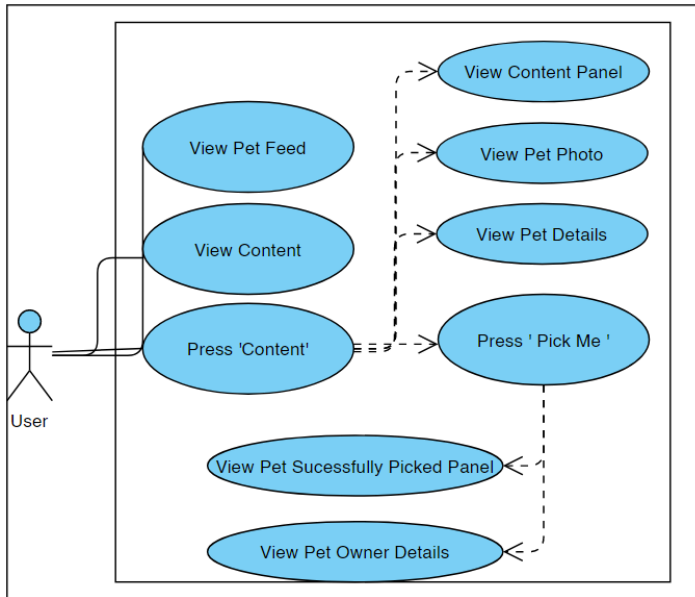 View Content Panel
View Pet Feed
View Pet Photo
View Content
View Pet Details
Press 'Content'
Press ' Pick Me '
User
View Pet Sucessfully Picked Panel
View Pet Owner Details